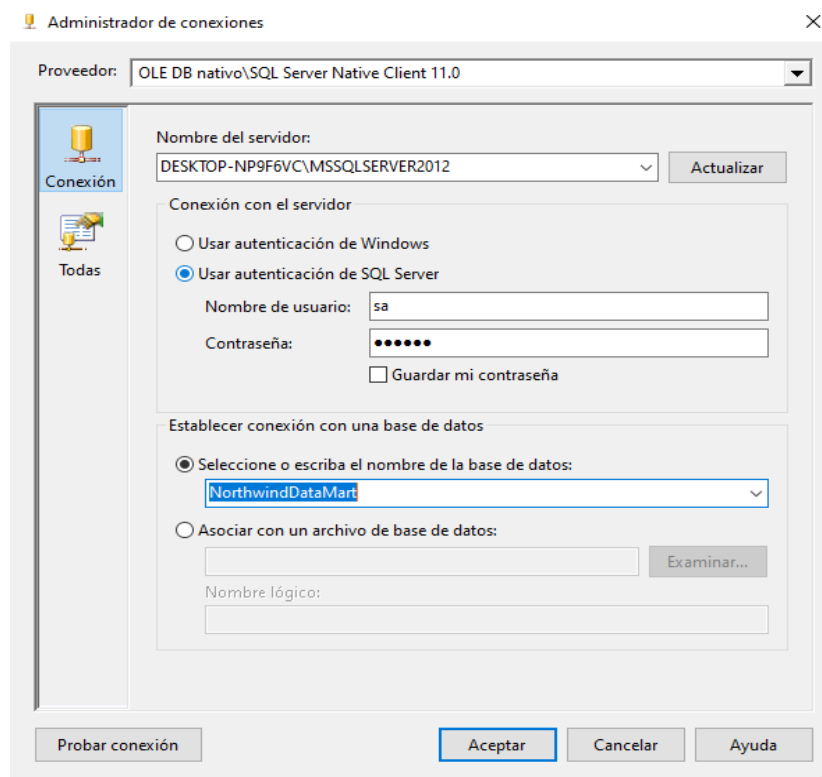 Administrador de conexiones
Proveedor: OLE DB nativo\SQL Server Native Client 11.0
Conexión
Todas
Nombre del servidor:
DESKTOP-NP9F6VC\MSSQLSERVER2012 Actualizar
Conexión con el servidor
Usar autenticación de Windows
Usar autenticación de SQL Server
Nombre de usuario: sa
Contraseña: ●●●●●●
Guardar mi contraseña
Establecer conexión con una base de datos
Seleccione o escriba el nombre de la base de datos:
NorthwindDataMart
Asociar con un archivo de base de datos:
Examinar...
Nombre lógico:
Probar conexión Aceptar Cancelar Ayuda